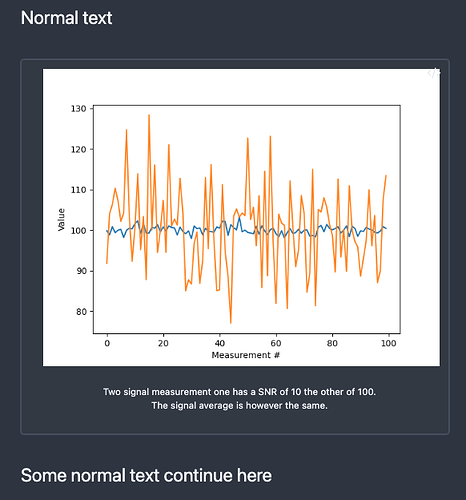 Normal text
</>
130
120
110
100
90
80
Value
0
20
40
60
80
100
Measurement #
Two signal measurement one has a SNR of 10 the other of 100.
The signal average is however the same.
Some normal text continue here